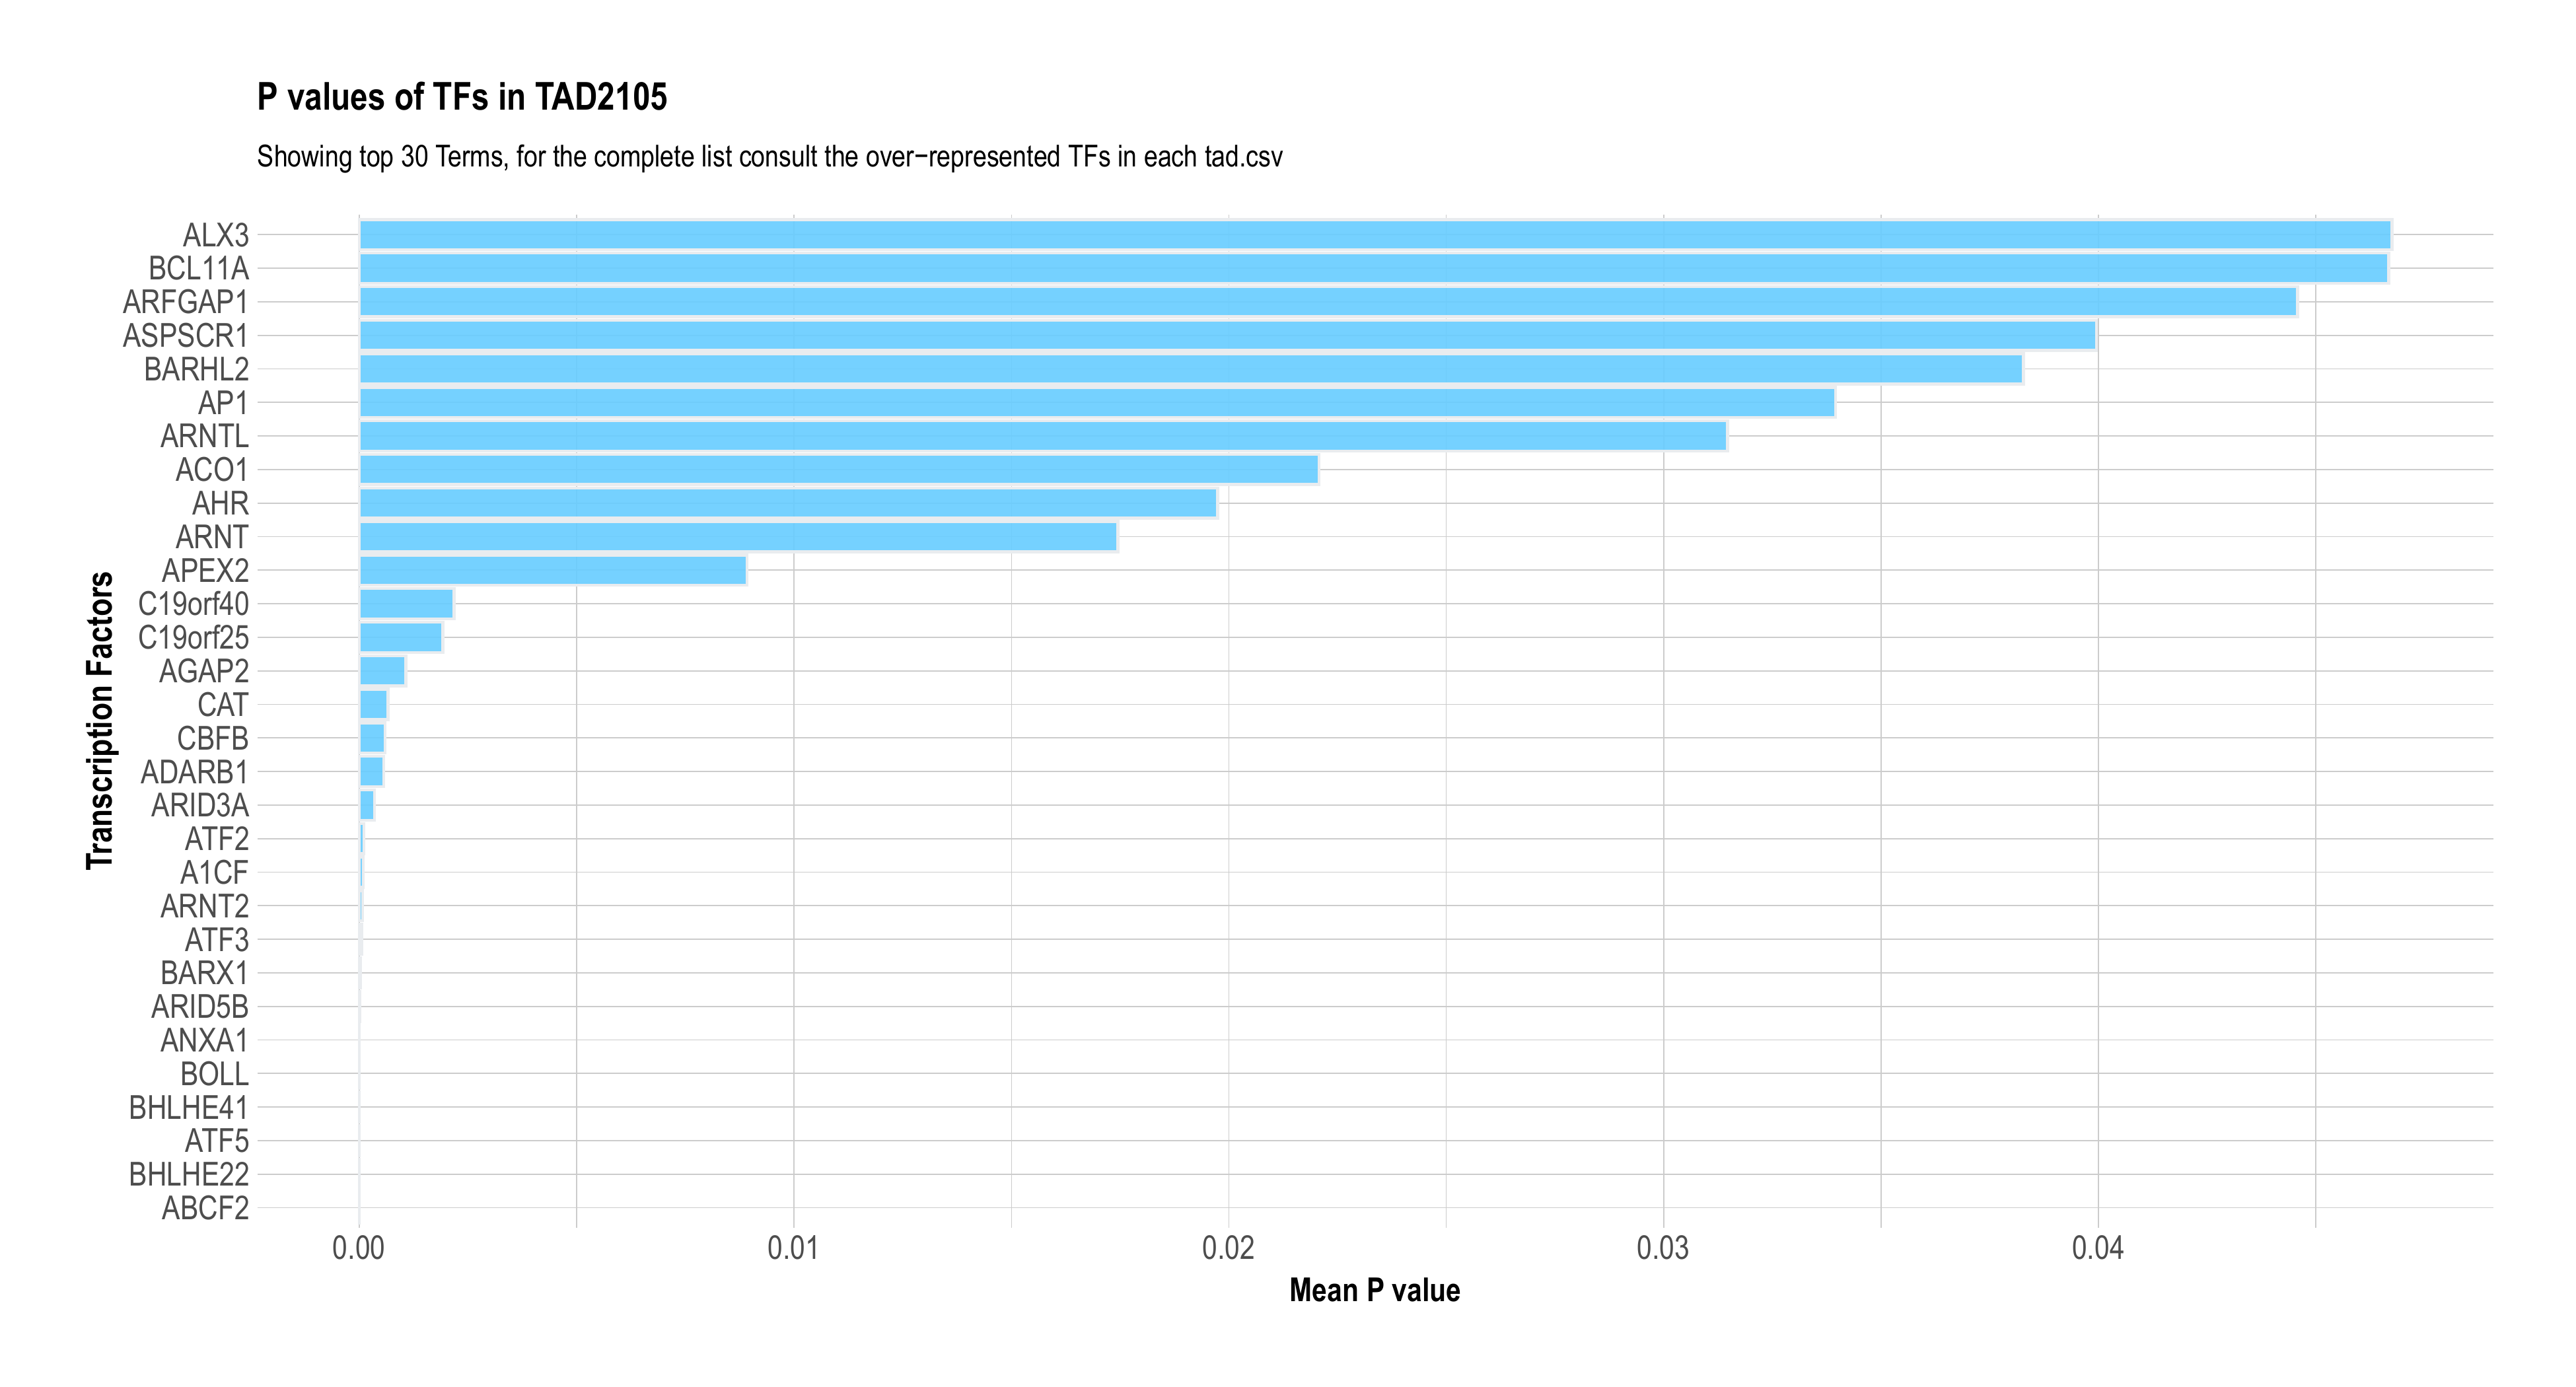 P values of TFs in TAD2105
Showing top 30 Terms, for the complete list consult the over−represented TFs in each tad.csv
Transcription Factors
ALX3
BCL11A
ARFGAP1
ASPSCR1
BARHL2
AP1
ARNTL
ACO1
AHR
ARNT
APEX2
C19orf40
C19orf25
AGAP2
CAT
CBFB
ADARB1
ARID3A
ATF2
A1CF
ARNT2
ATF3
BARX1
ARID5B
ANXA1
BOLL
BHLHE41
ATF5
BHLHE22
ABCF2
0.00 0.01 0.02 0.03 0.04
Mean P value